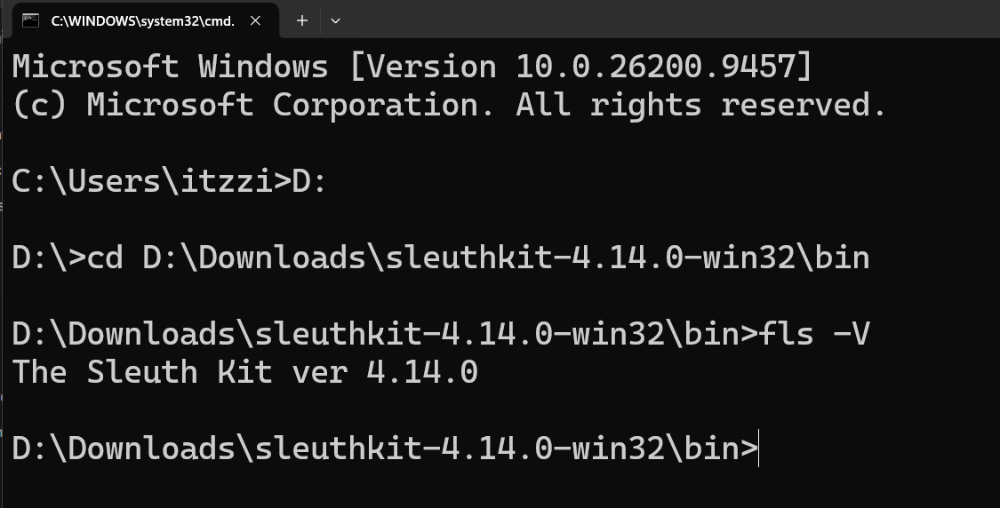 C:\WINDOWS\system32\cmd.
Microsoft Windows [Version 10.0.26200.9457]
(c) Microsoft Corporation. All rights reserved.
C:\Users\itzzi>D:
D:\>cd D:\Downloads\sleuthkit-4.14.0-win32\bin
D:\Downloads\sleuthkit-4.14.0-win32\bin>fls -V
The Sleuth Kit ver 4.14.0
D:\Downloads\sleuthkit-4.14.0-win32\bin>